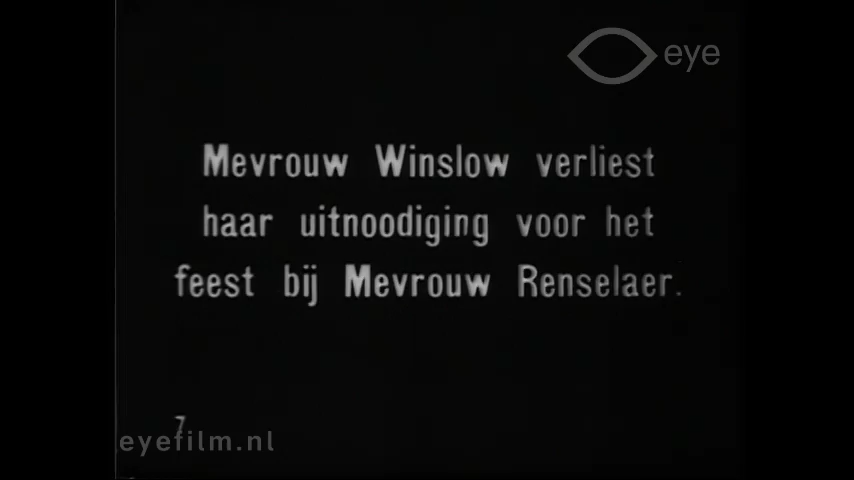 eye
Mevrouw Winslow verliest
haar uitnoodiging voor het
feest bij Mevrouw Renselaer.
7
eyefilm.nl